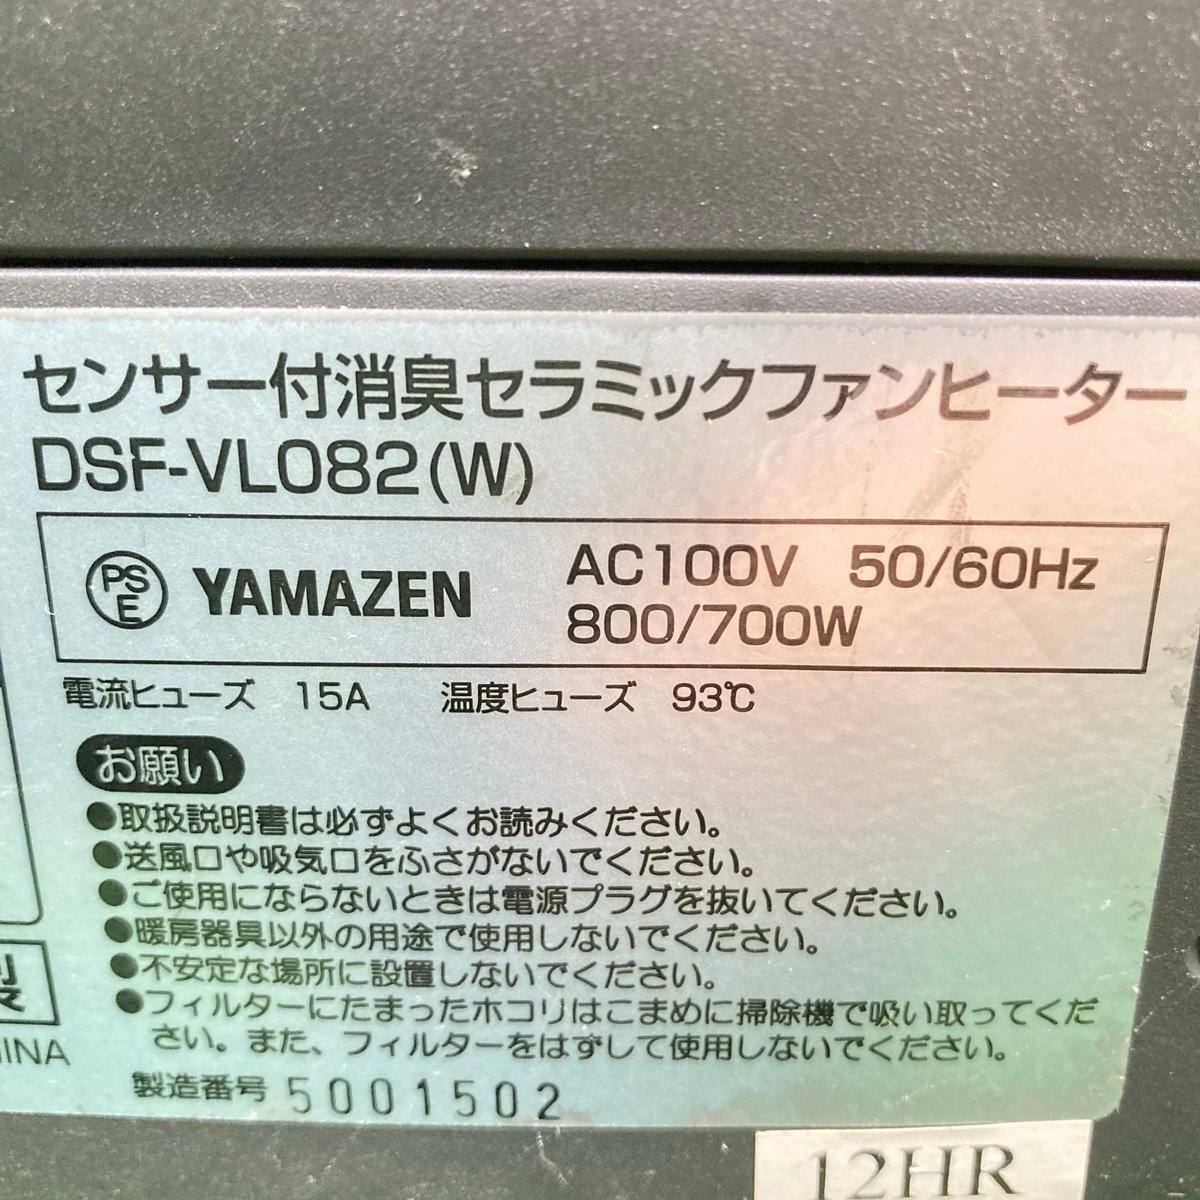 センサー付消臭セラミックファンヒーター
DSF-VL082(W)
PS
E
YAMAZEN
AC100V 50/60Hz
800/700W
電流ヒューズ 15A 温度ヒューズ 93℃
お願い
●取扱説明書は必ずよくお読みください。
●送風口や吸気口をふさがないでください。
●ご使用にならないときは電源プラグを抜いてください。
●暖房器具以外の用途で使用しないでください。
●不安定な場所に設置しないでください。
●フィルターにたまったホコリはこまめに掃除機で吸い取ってくだ
さい。また、フィルターをはずして使用しないでください。
製造番号 5001502
12HR